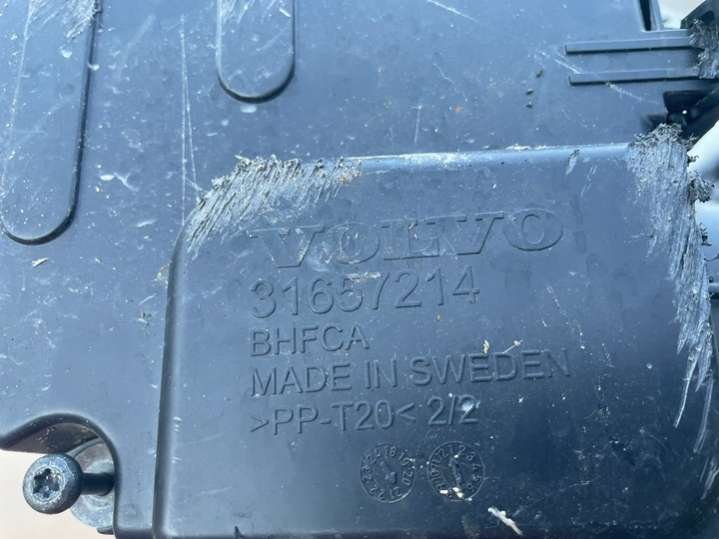 VOLVO
31657214
BHFCA
MADE IN SWEDEN
>PP-T20< 2/2